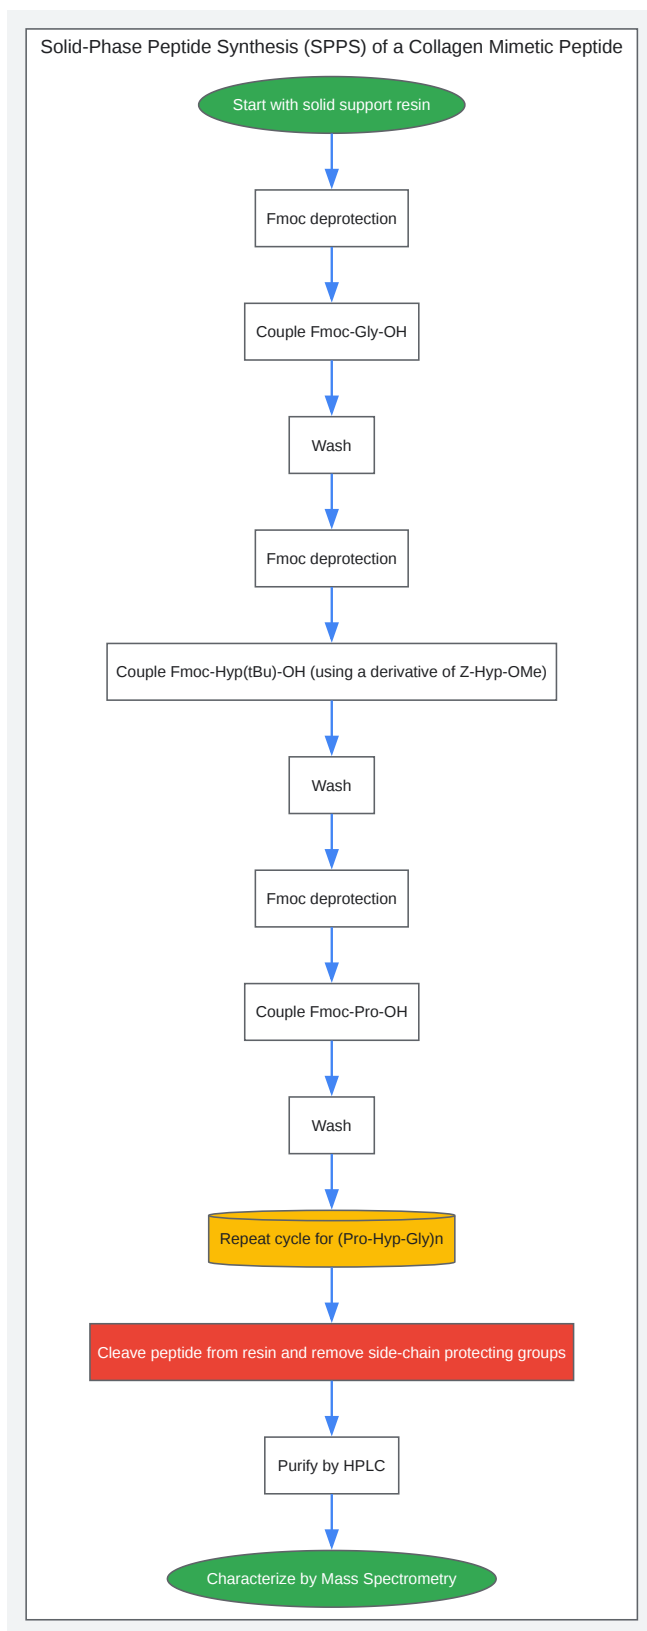 Solid-Phase Peptide Synthesis (SPPS) of a Collagen Mimetic Peptide
Start with solid support resin
Fmoc deprotection
Couple Fmoc-Gly-OH
Wash
Fmoc deprotection
Couple Fmoc-Hyp(tBu)-OH (using a derivative of Z-Hyp-OMe)
Wash
Fmoc deprotection
Couple Fmoc-Pro-OH
Wash
Repeat cycle for (Pro-Hyp-Gly)n
Cleave peptide from resin and remove side-chain protecting groups
Purify by HPLC
Characterize by Mass Spectrometry